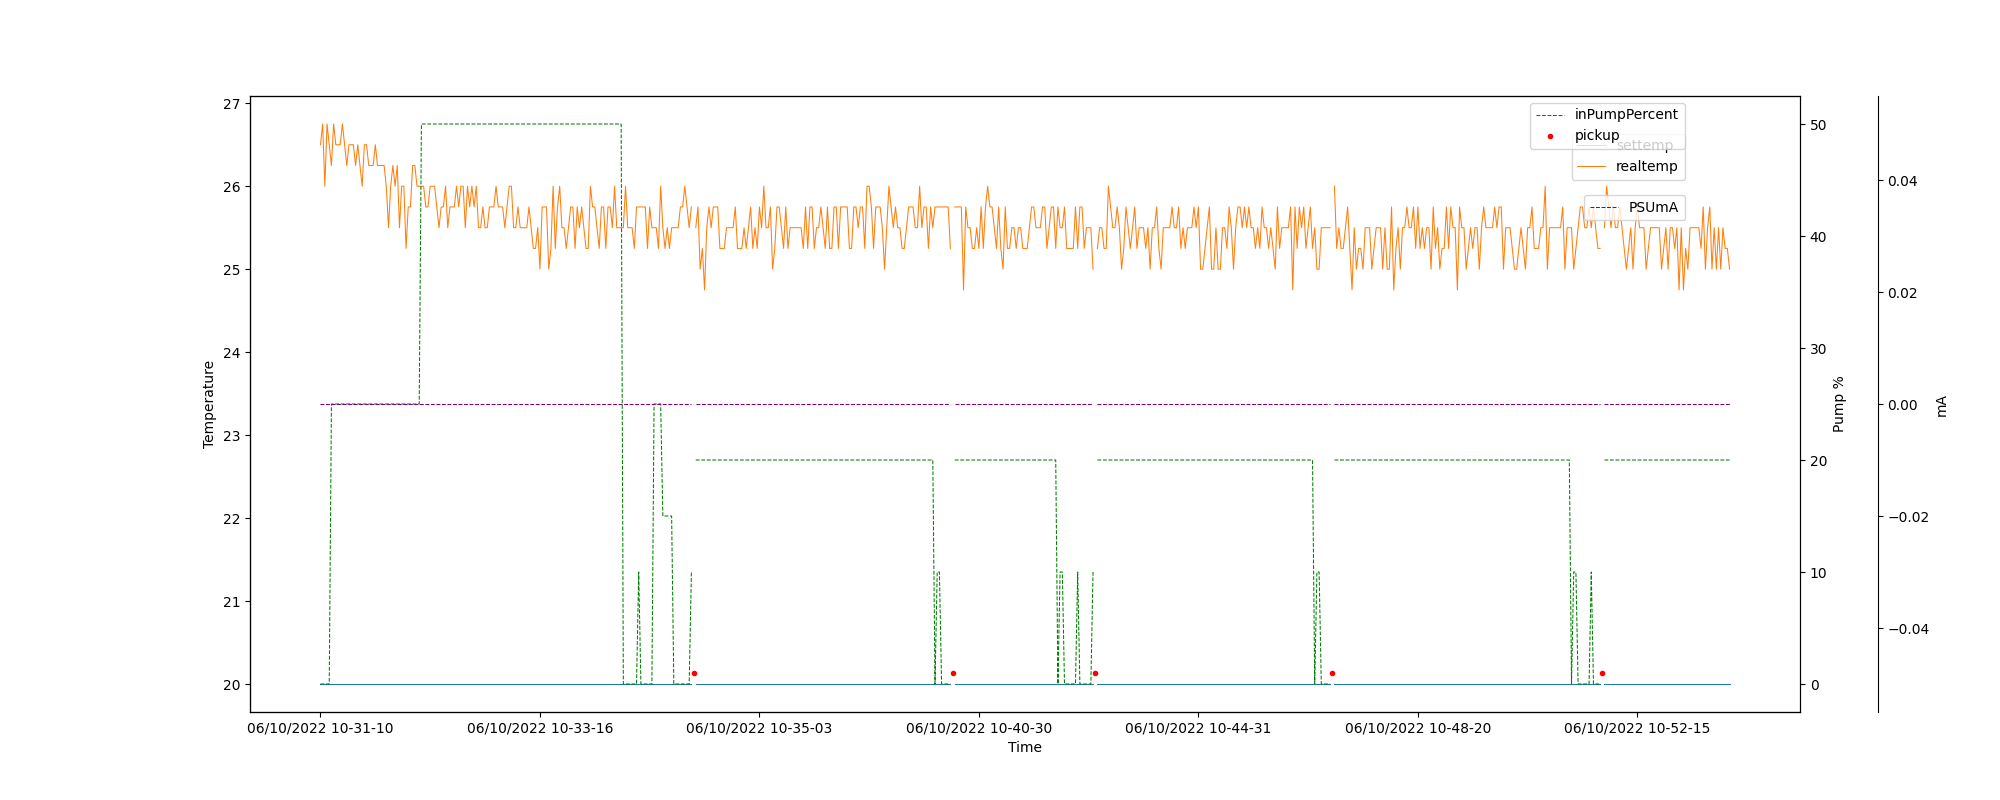 27
26
25
24
23
22
21
20
Temperature
inPumpPercent
pickup
settemp
realtemp
PSUmA
50
40
30
20
10
0
Pump %
0.04
0.02
0.00
−0.02
−0.04
mA
06/10/2022 10-31-10
06/10/2022 10-33-16
06/10/2022 10-35-03
06/10/2022 10-40-30
06/10/2022 10-44-31
06/10/2022 10-48-20
06/10/2022 10-52-15
Time